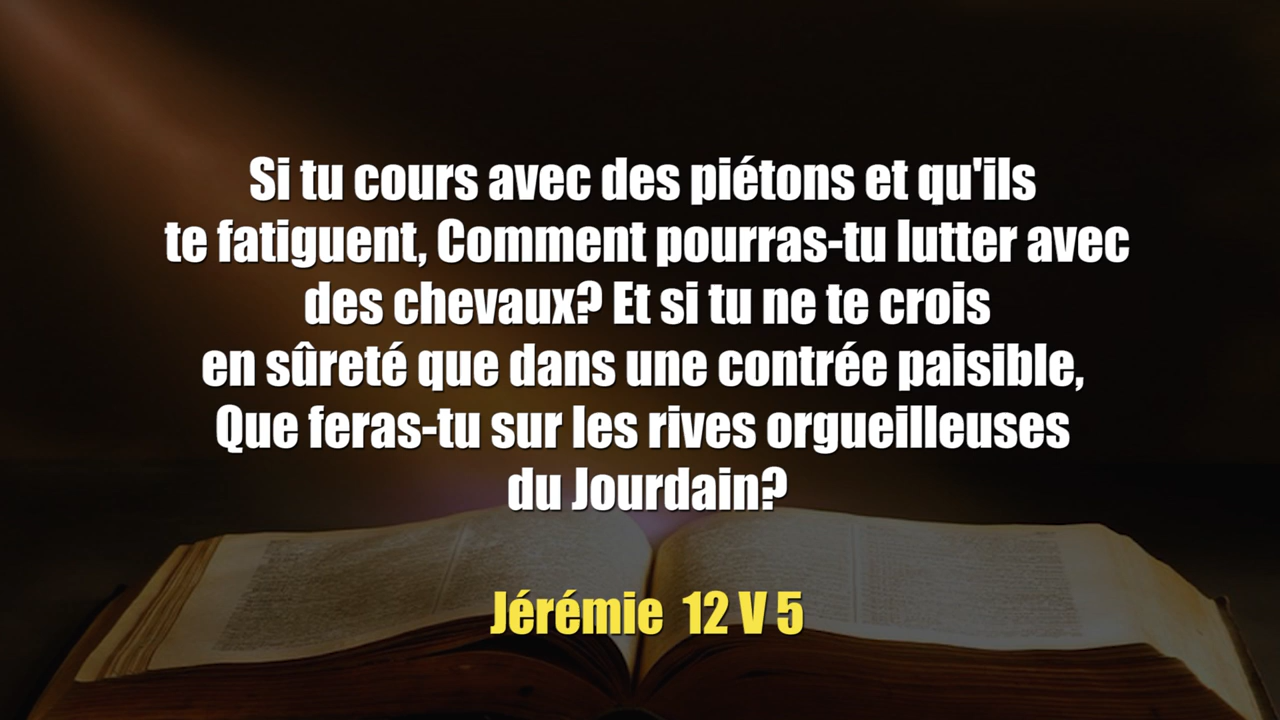 Si tu cours avec des piétons et qu'ils
te fatiguent, Comment pourras-tu lutter avec
des chevaux? Et si tu ne te crois
en sûreté que dans une contrée paisible,
Que feras-tu sur les rives orgueilleuses
du Jourdain?
Jérémie 12 V 5